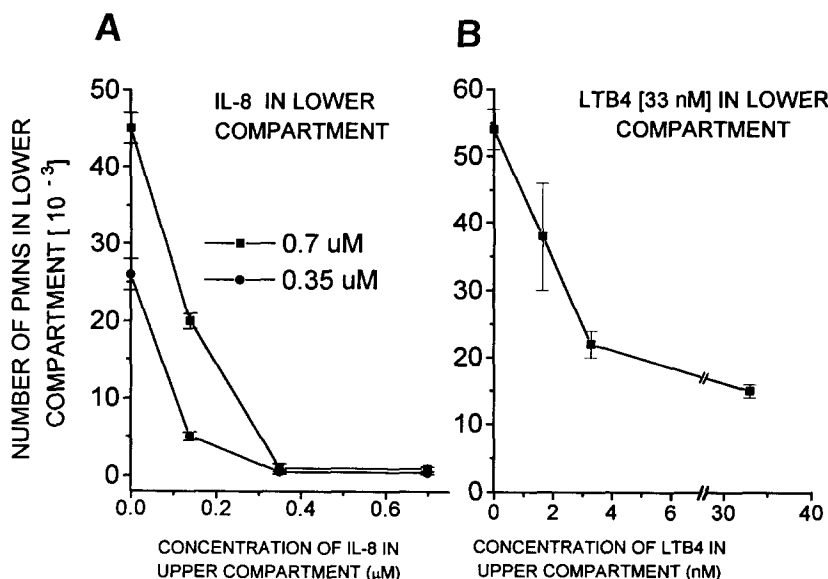 A
IL-8 IN LOWER
COMPARTMENT
0.7 uM
0.35 uM
NUMBER OF PMNS IN LOWER
COMPARTMENT [ 10⁻³ ]
50
40
30
20
10
0
0.0 0.2 0.4 0.6
CONCENTRATION OF IL-8 IN
UPPER COMPARTMENT (µM)
B
LTB4 [33 nM] IN LOWER
COMPARTMENT
60
50
40
30
20
10
0
0 2 4 6 30 40
CONCENTRATION OF LTB4 IN
UPPER COMPARTMENT (nM)